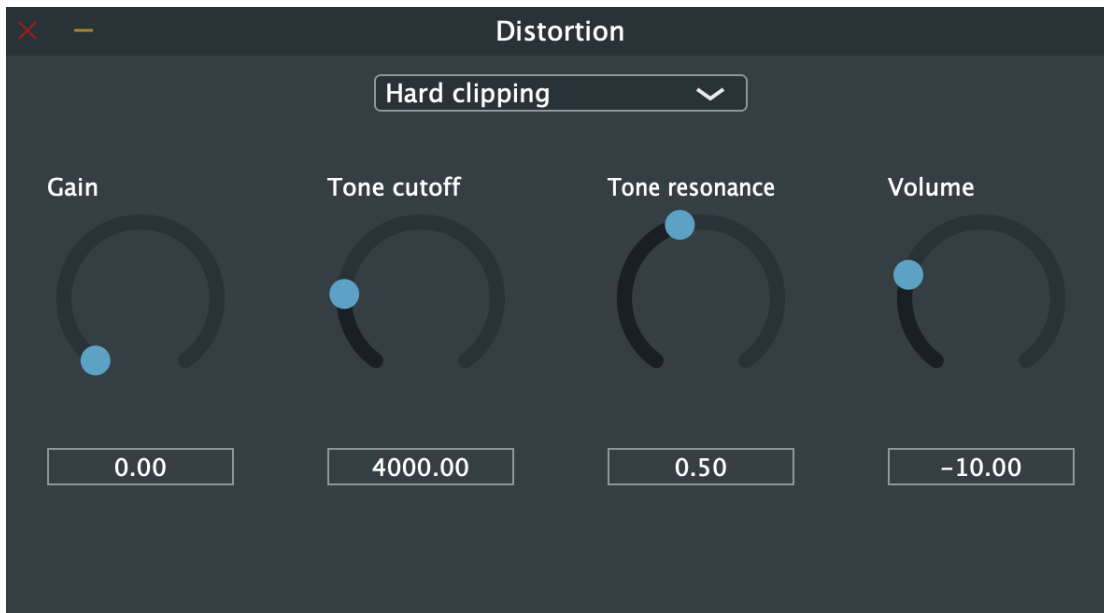 Distortion
Hard clipping
Gain
Tone cutoff
Tone resonance
Volume
0.00
4000.00
0.50
-10.00